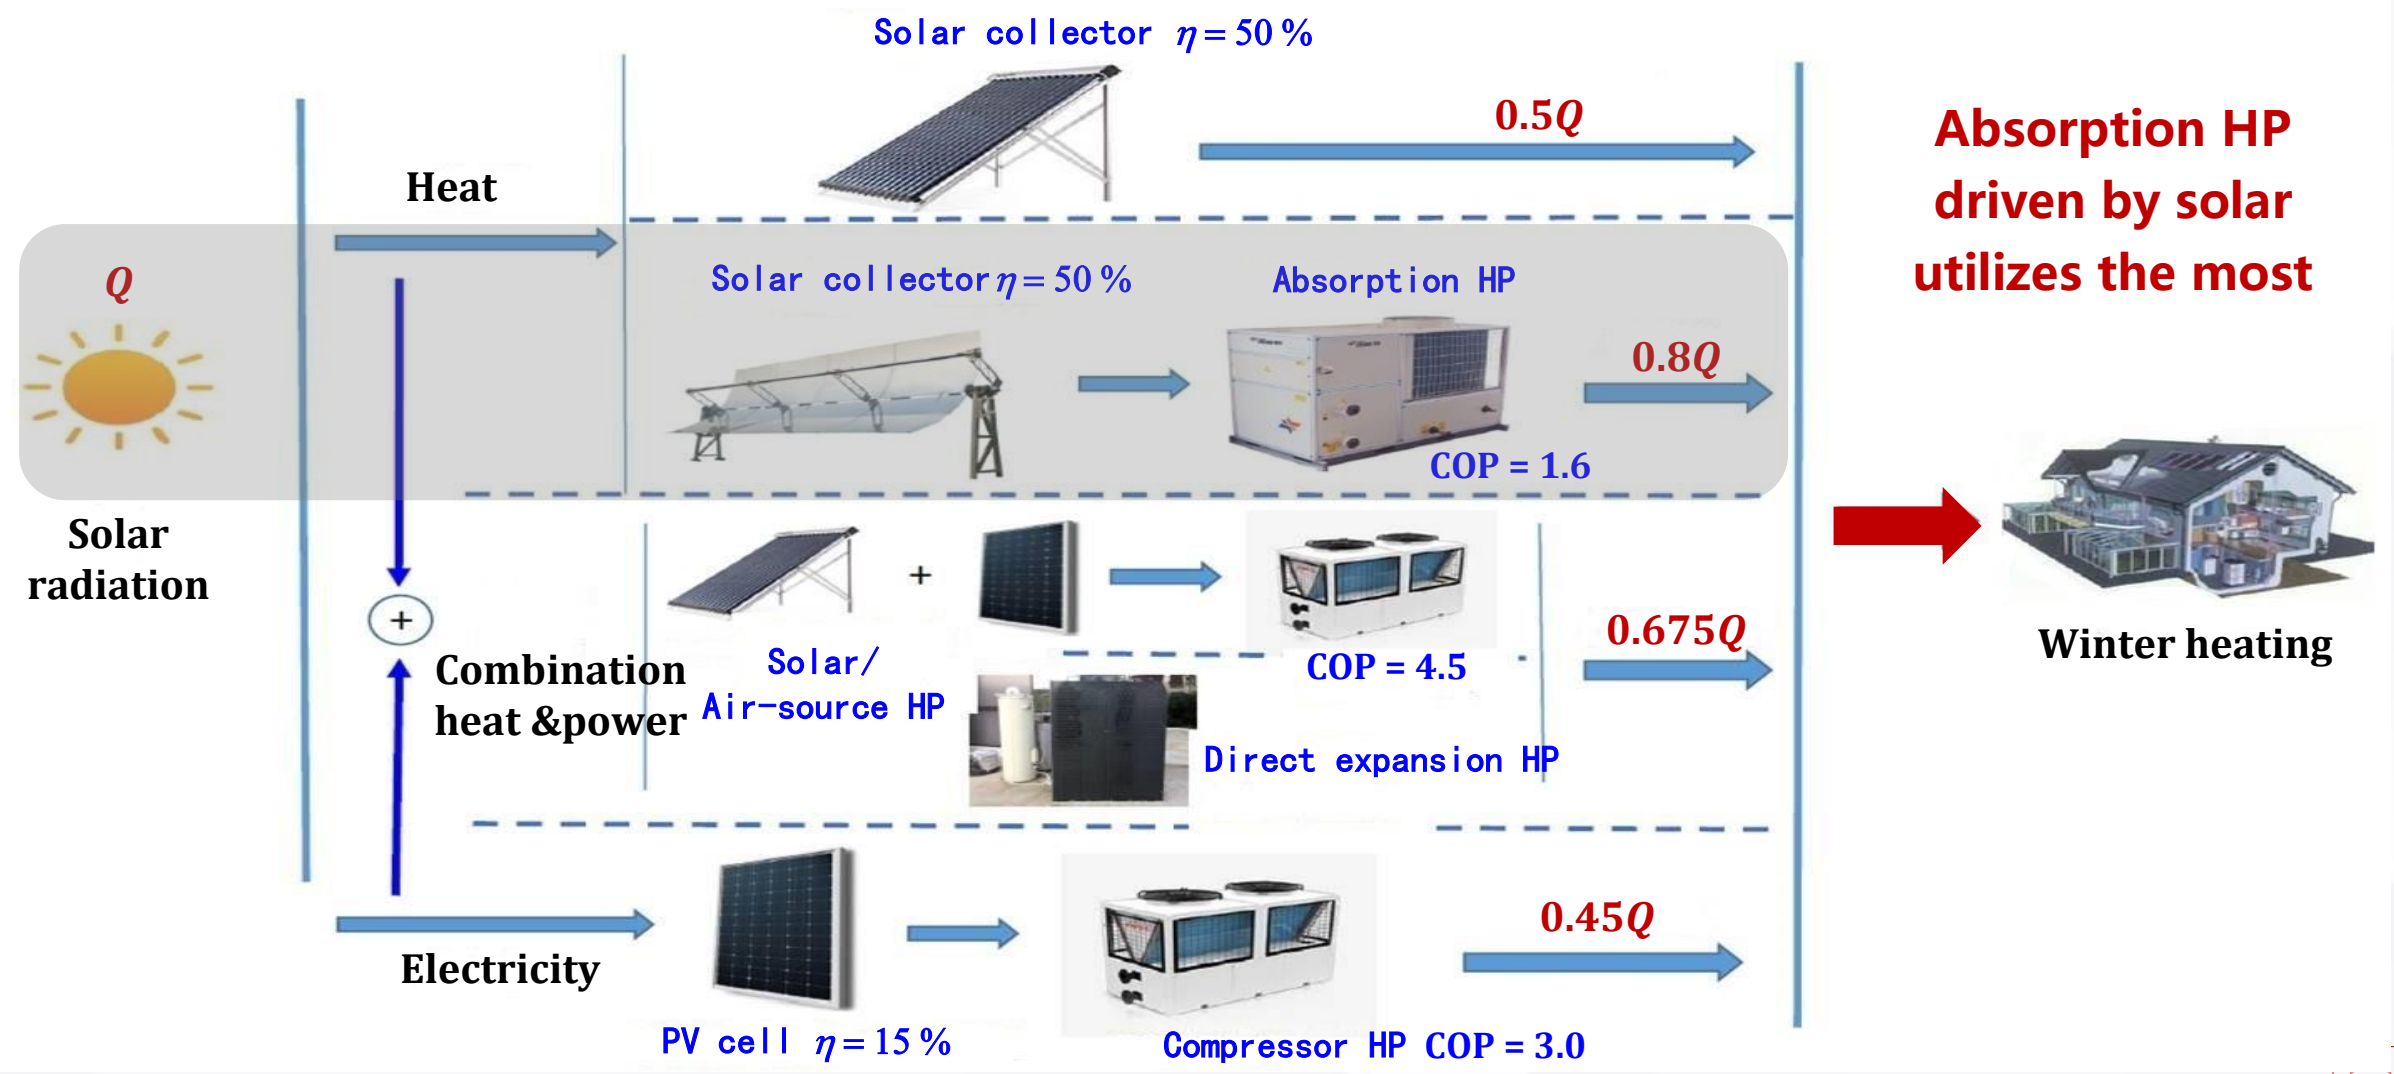 Solar collector η = 50 %
0.5Q
Absorption HP
driven by solar
utilizes the most
Heat
Q
Solar collector η = 50 %
Absorption HP
0.8Q
COP = 1.6
Solar
radiation
+
+
Combination
heat &power
Solar/
Air-source HP
COP = 4.5
0.675Q
Direct expansion HP
Winter heating
0.45Q
Electricity
PV cell η = 15 %
Compressor HP COP = 3.0